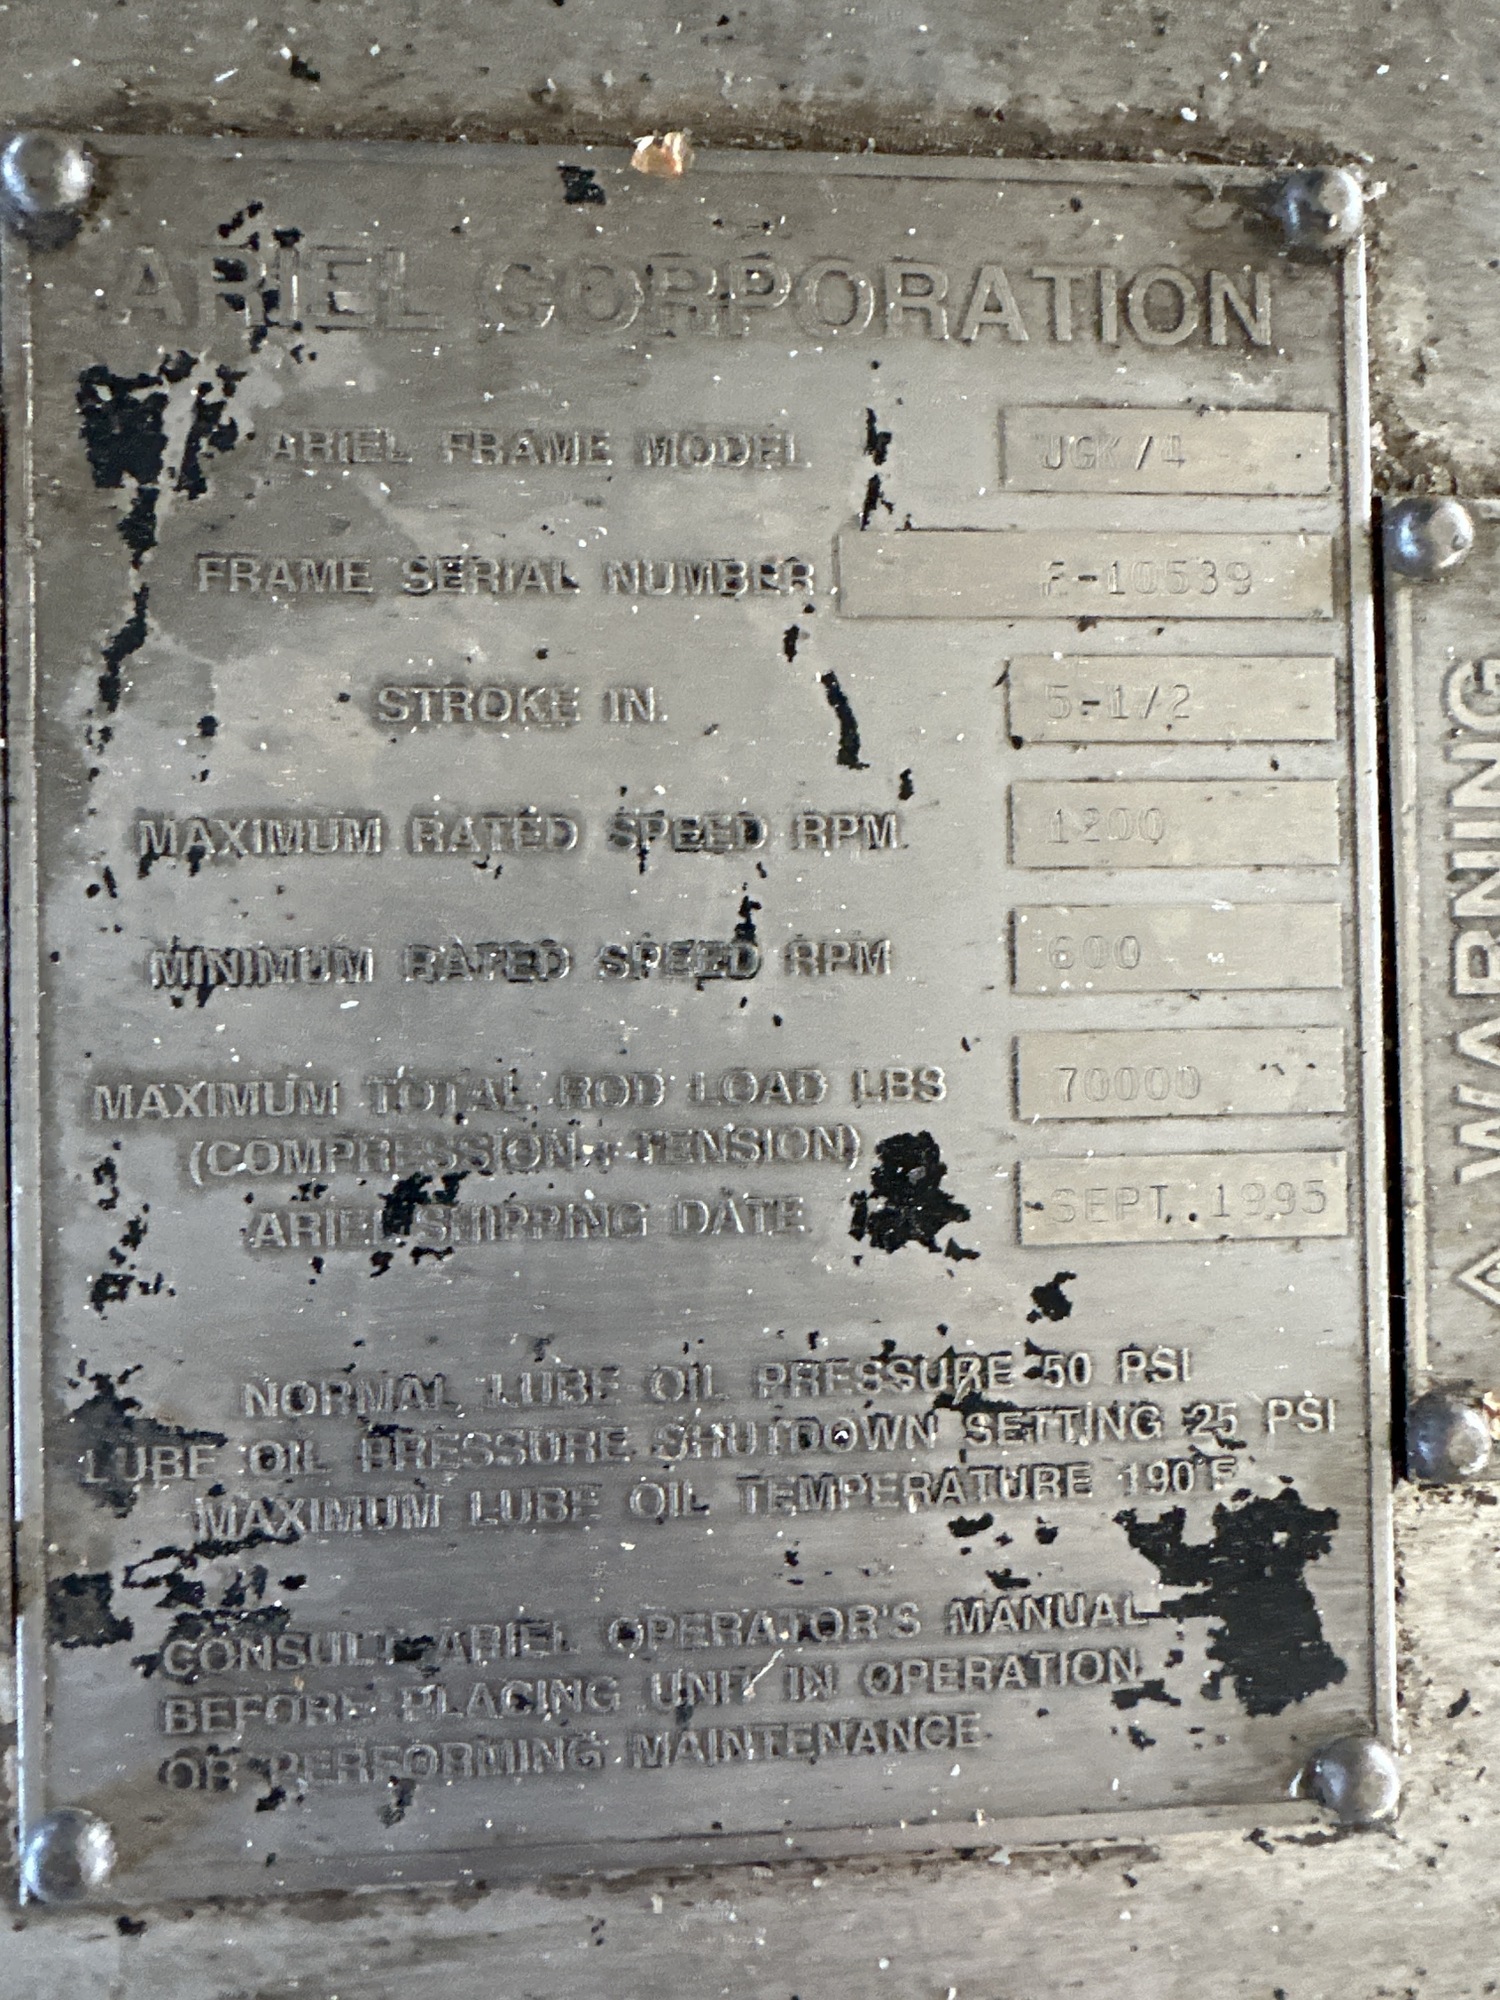 ARIEL CORPORATION
ARIEL FRAME MODEL JGK/4
FRAME SERIAL NUMBER F-10539
STROKE IN. 5-1/2
MAXIMUM RATED SPEED RPM 1200
MINIMUM RATED SPEED RPM 600
MAXIMUM TOTAL ROD LOAD LBS 70000
(COMPRESSION + TENSION)
ARIEL SHIPPING DATE SEPT. 1995
NORMAL LUBE OIL PRESSURE 50 PSI
LUBE OIL PRESSURE SHUTDOWN SETTING 25 PSI
MAXIMUM LUBE OIL TEMPERATURE 190°F
CONSULT ARIEL OPERATOR'S MANUAL
BEFORE PLACING UNIT IN OPERATION
OR PERFORMING MAINTENANCE
WARNING